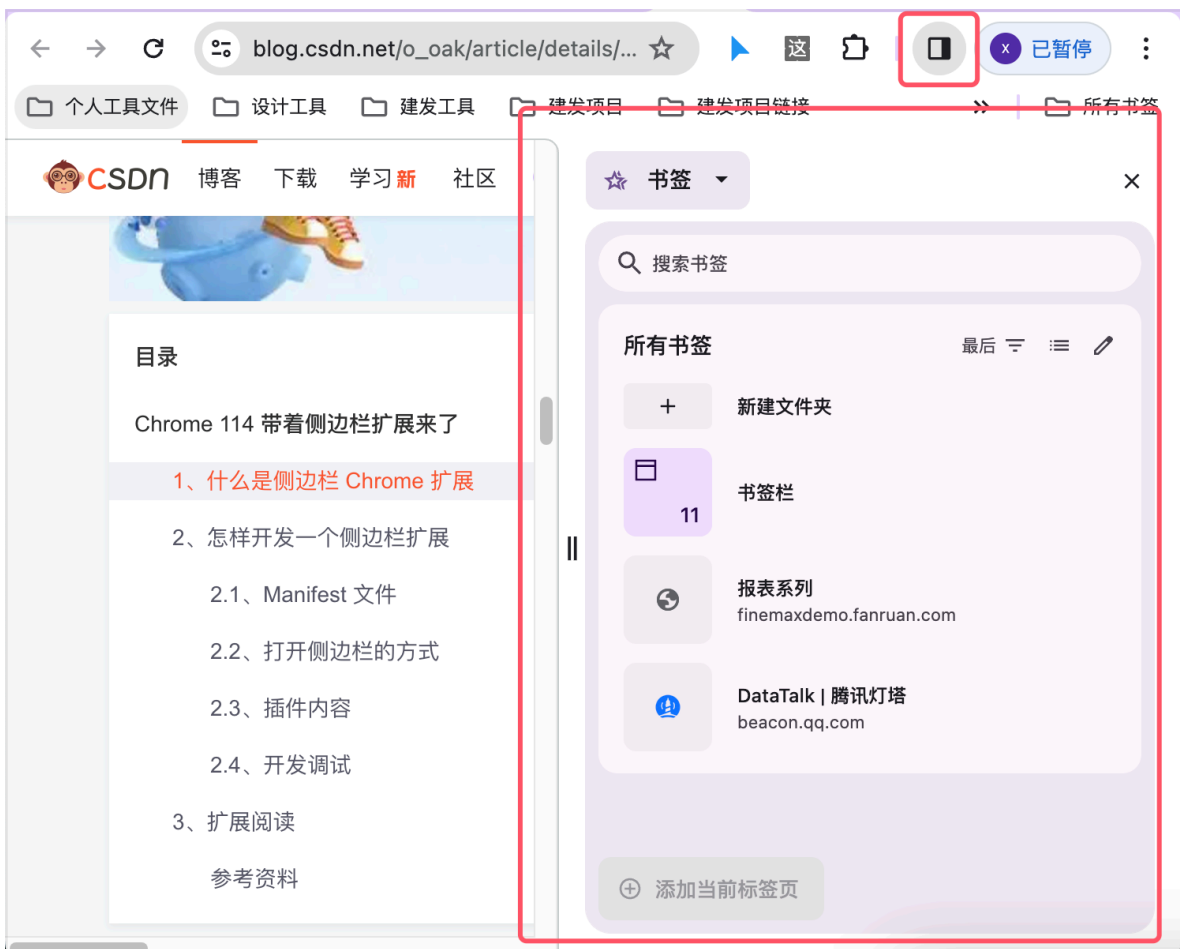 blog.csdn.net/o_oak/article/details/...
这
x
已暂停
个人工具文件
设计工具
建发工具
建发项目
建发项目链接
所有书签
CSDN
博客
下载
学习 新
社区
目录
Chrome 114 带着侧边栏扩展来了
1、什么是侧边栏 Chrome 扩展
2、怎样开发一个侧边栏扩展
2.1、Manifest 文件
2.2、打开侧边栏的方式
2.3、插件内容
2.4、开发调试
3、扩展阅读
参考资料
书签
搜索书签
所有书签
最后
新建文件夹
11
书签栏
报表系列
finemaxdemo.fanruan.com
DataTalk | 腾讯灯塔
beacon.qq.com
添加当前标签页